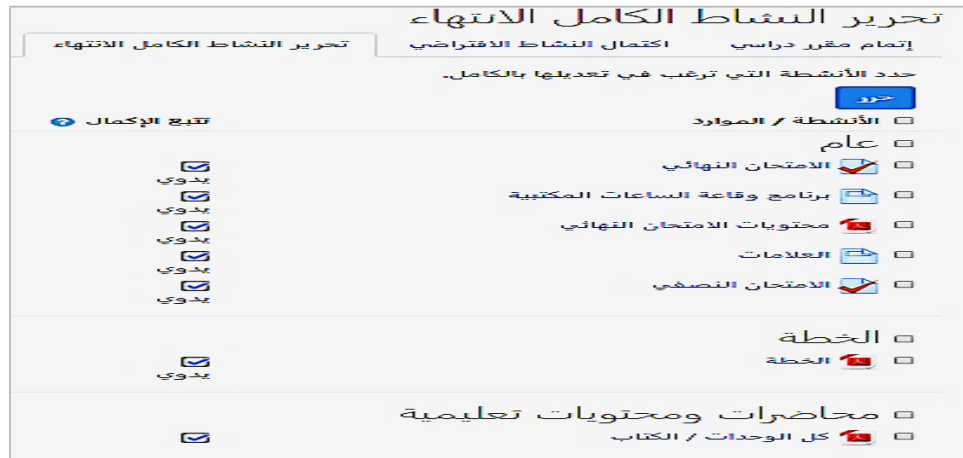 تحرير النشاط الكامل الانتهاء
إتمام مقرر دراسي اكتمال النشاط الافتراضي تحرير النشاط الكامل الانتهاء
حدد الأنشطة التي ترغب في تعديلها بالكامل.
حرر
الأنشطة / الموارد تتبع الإكمال
عام
الامتحان النهائي
يدوي
برنامج وقاعة الساعات المكتبية
يدوي
محتويات الامتحان النهائي
يدوي
العلامات
يدوي
الامتحان النصفي
يدوي
الخطة
الخطة
يدوي
محاضرات ومحتويات تعليمية
كل الوحدات / الكتاب